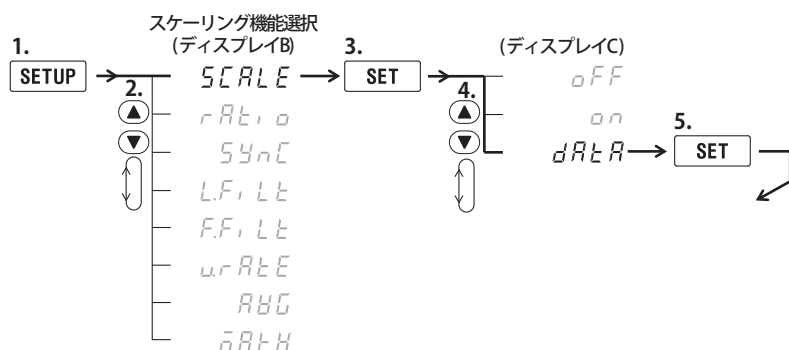 スケーリング機能選択
1. (ディスプレイB) 3. (ディスプレイC)
SETUP 2. SCALE SET 4. oFF
rAtio on 5.
SYnC dAtA SET
L.FiLt
F.FiLt
u.rAtE
AVG
mAtH